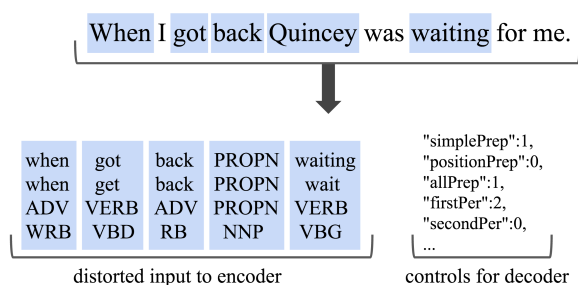 When I got back Quincey was waiting for me.
when got back PROPN waiting
when get back PROPN wait
ADV VERB ADV PROPN VERB
WRB VBD RB NNP VBG
distorted input to encoder
"simplePrep":1,
"positionPrep":0,
"allPrep":1,
"firstPer":2,
"secondPer":0,
...
controls for decoder